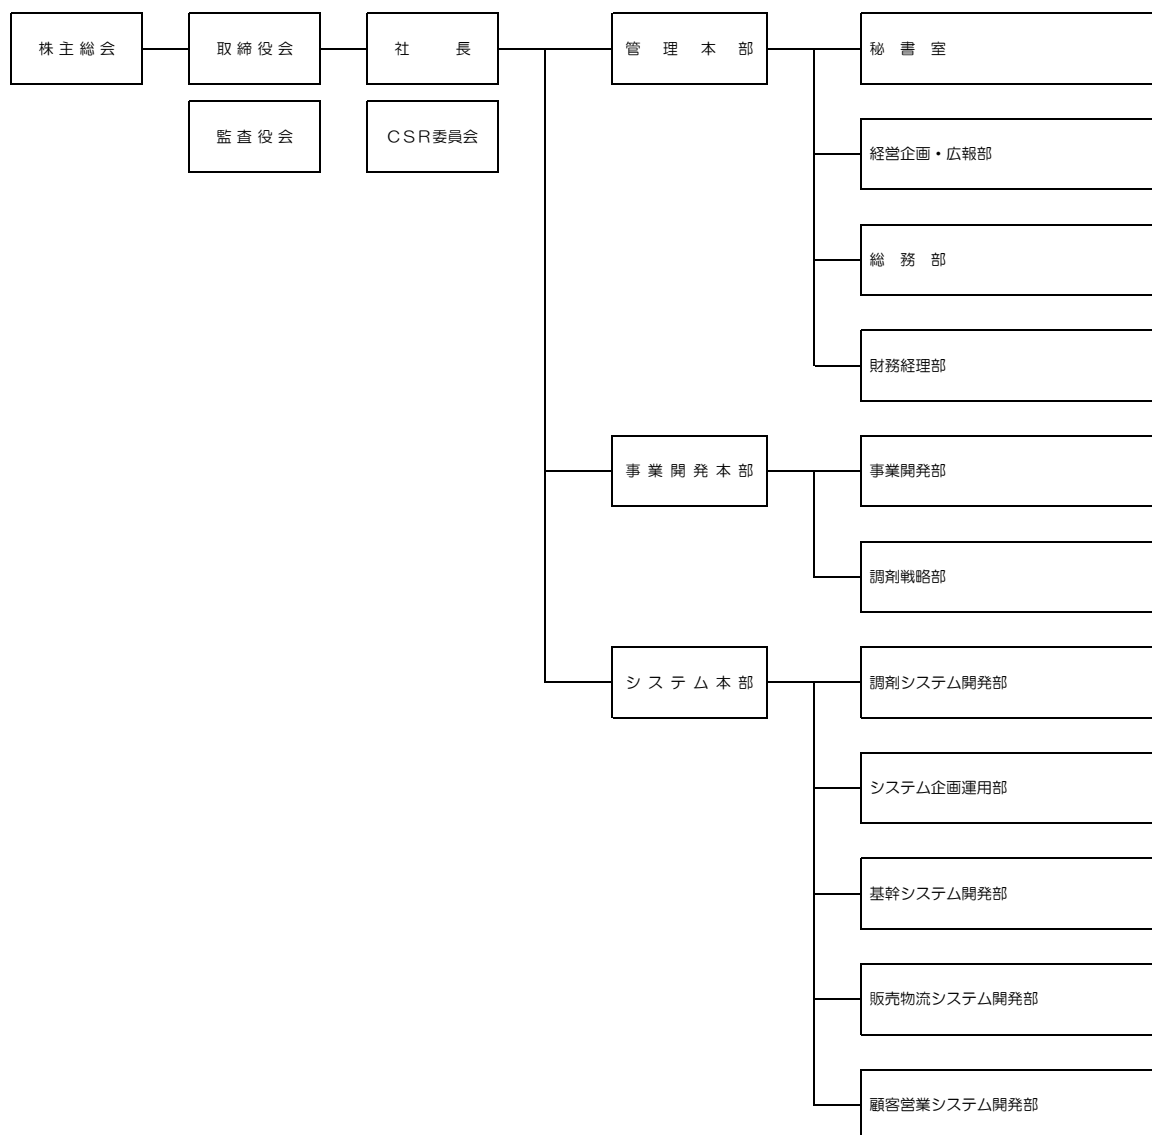 株主総会
取締役会
社長
管理本部
秘書室
監査役会
CSR委員会
経営企画・広報部
総務部
財務経理部
事業開発本部
事業開発部
調剤戦略部
システム本部
調剤システム開発部
システム企画運用部
基幹システム開発部
販売物流システム開発部
顧客営業システム開発部